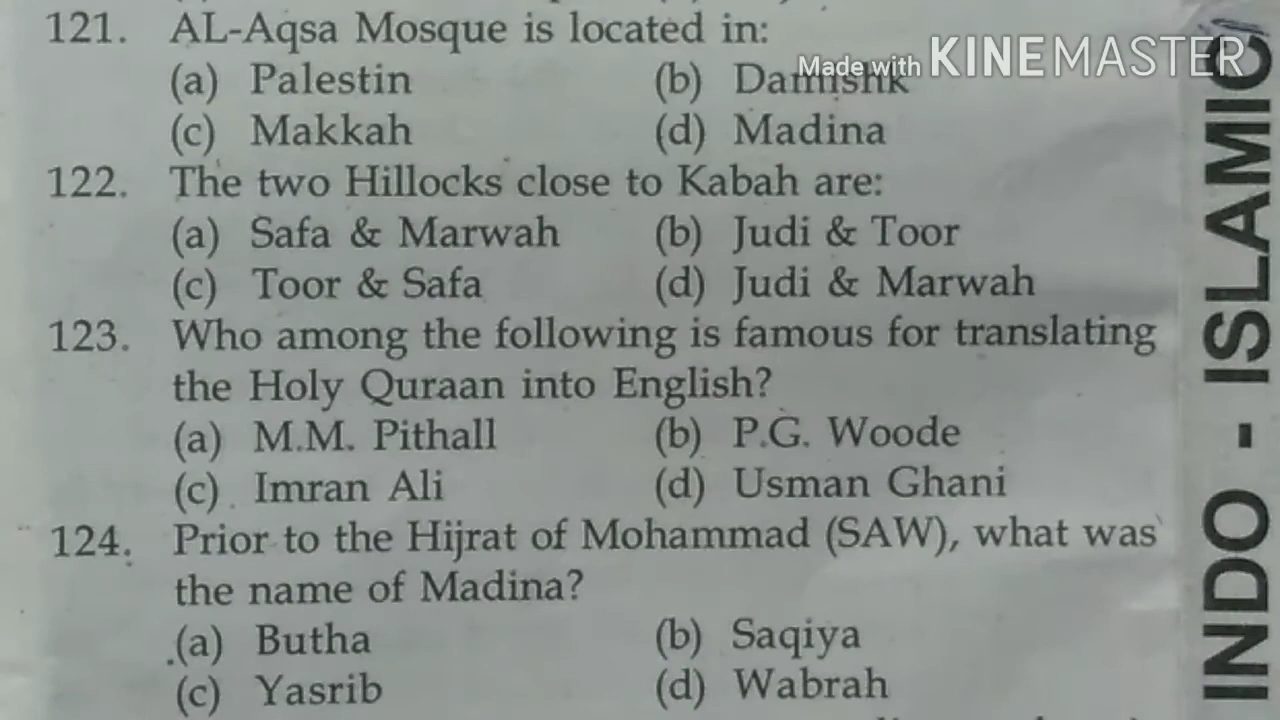 121. AL-Aqsa Mosque is located in:
Made with KINEMASTER
(a) Palestin (b) Damishk
(c) Makkah (d) Madina
122. The two Hillocks close to Kabah are:
(a) Safa & Marwah (b) Judi & Toor
(c) Toor & Safa (d) Judi & Marwah
123. Who among the following is famous for translating
the Holy Quraan into English?
(a) M.M. Pithall (b) P.G. Woode
(c) Imran Ali (d) Usman Ghani
124. Prior to the Hijrat of Mohammad (SAW), what was
the name of Madina?
(a) Butha (b) Saqiya
(c) Yasrib (d) Wabrah
INDO - ISLAMIC